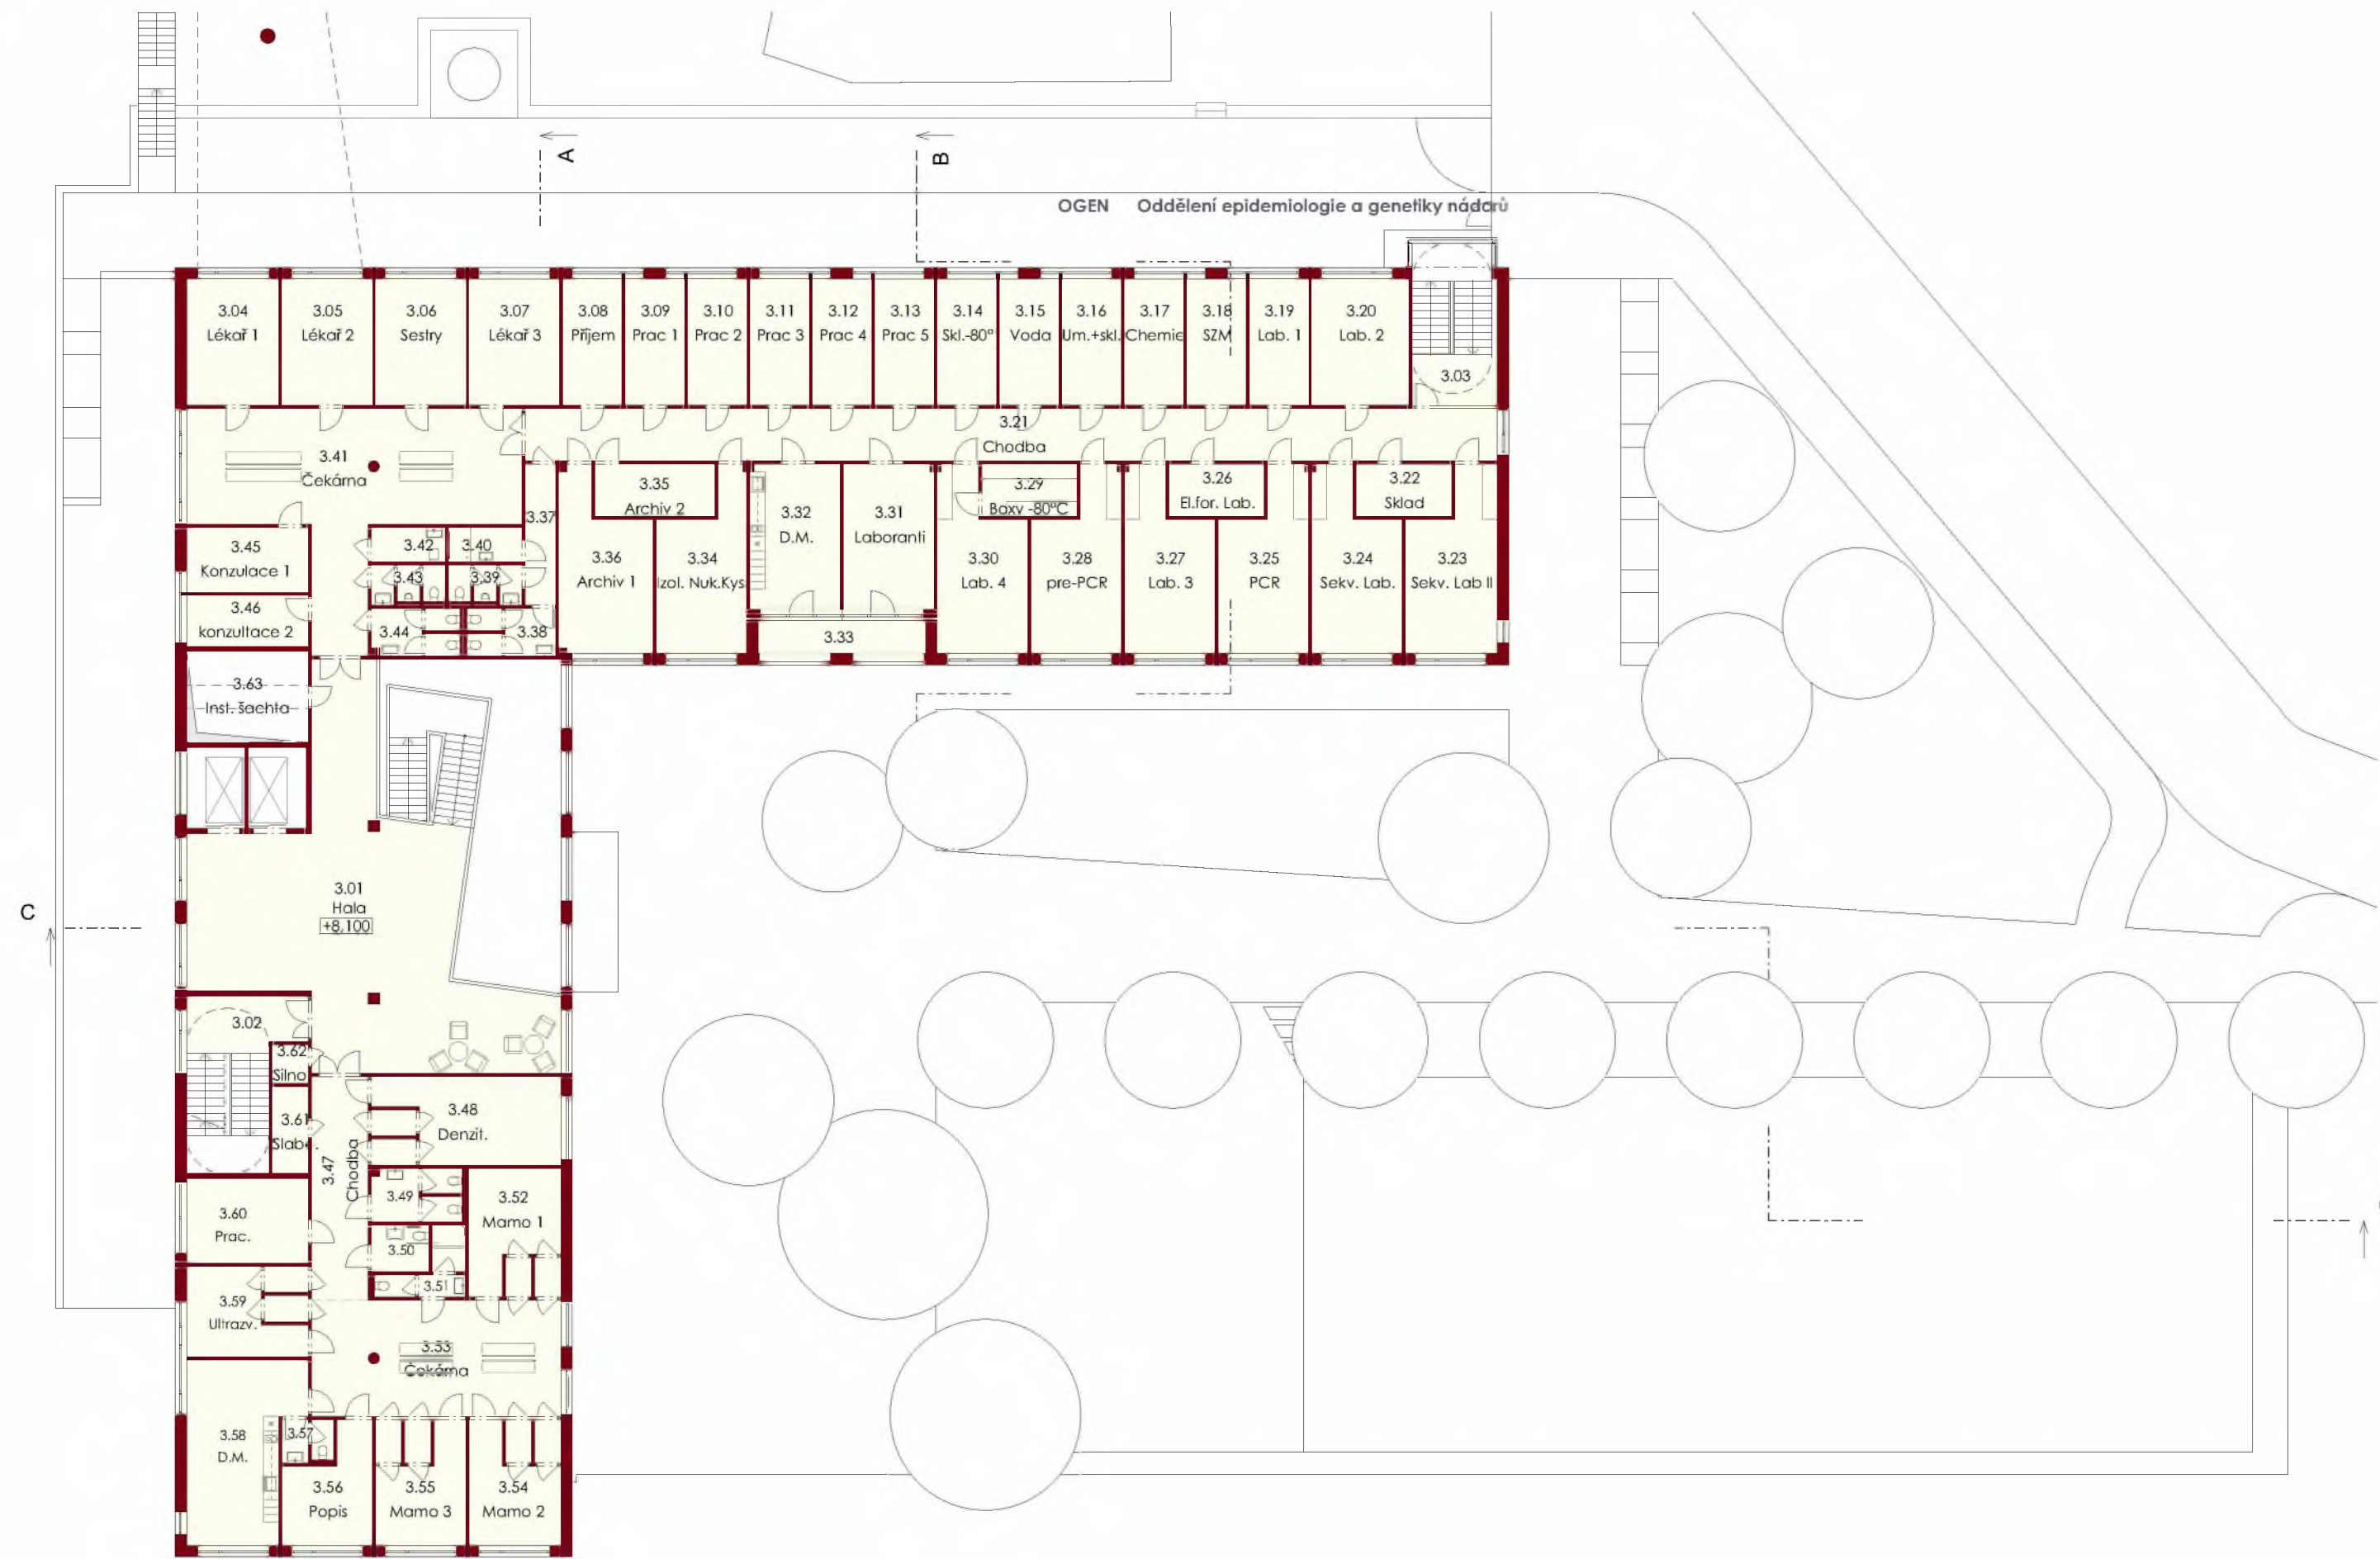 A
B
OGEN Oddělení epidemiologie a genetiky nádorů
3.04
Lékař 1
3.05
Lékař 2
3.06
Sestry
3.07
Lékař 3
3.08
Příjem
3.09
Prac 1
3.10
Prac 2
3.11
Prac 3
3.12
Prac 4
3.13
Prac 5
3.14
Skl.-80°
3.15
Voda
3.16
Um.+skl.
3.17
Chemie
3.18
SZM
3.19
Lab. 1
3.20
Lab. 2
3.03
3.21
Chodba
3.41
Čekárna
3.37
3.35
Archiv 2
3.36
Archiv 1
3.34
Izol. Nuk.Kys
3.32
D.M.
3.31
Laboranti
3.33
3.29
Boxy -80°C
3.30
Lab. 4
3.28
pre-PCR
3.27
Lab. 3
3.26
El.for. Lab.
3.25
PCR
3.22
Sklad
3.24
Sekv. Lab.
3.23
Sekv. Lab II
3.45
Konzulace 1
3.46
konzultace 2
3.42
3.40
3.43
3.39
3.44
3.38
3.63
Inst. šachta
3.01
Hala
+8,100
C
3.02
3.62
Silno
3.61
Slab.
3.47
Chodba
3.48
Denzit.
3.49
3.50
3.51
3.52
Mamo 1
3.60
Prac.
3.59
Ultrazv.
3.53
Čekárna
3.58
D.M.
3.57
3.56
Popis
3.55
Mamo 3
3.54
Mamo 2